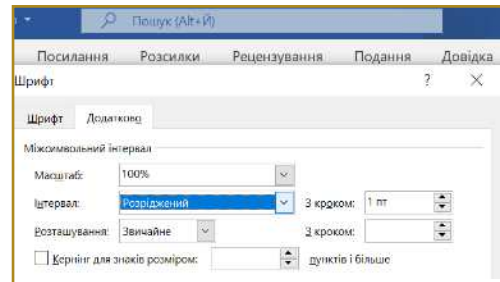 Пошук (Alt+Й)
Посилання Розсилки Рецензування Подання Довідка
Шрифт ? ×
Шрифт Додатково
Міжсимвольний інтервал
Масштаб: 100%
Інтервал: Розріджений З кроком: 1 пт
Розташування: Звичайне З кроком:
Кернінг для знаків розміром: пунктів і більше